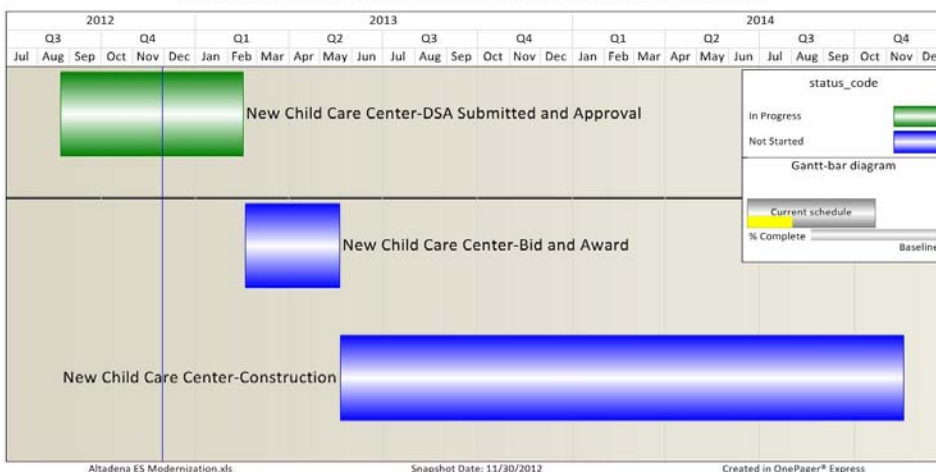 2012 2013 2014
Q3 Q4 Q1 Q2 Q3 Q4 Q1 Q2 Q3 Q4
Jul Aug Sep Oct Nov Dec Jan Feb Mar Apr May Jun Jul Aug Sep Oct Nov Dec Jan Feb Mar Apr May Jun Jul Aug Sep Oct Nov De
status_code
New Child Care Center-DSA Submitted and Approval
In Progress
Not Started
Gantt-bar diagram
Current schedule
% Complete
Baseline
New Child Care Center-Bid and Award
New Child Care Center-Construction
Altadena ES Modernization.xls Snapshot Date: 11/30/2012 Created in OnePager® Express